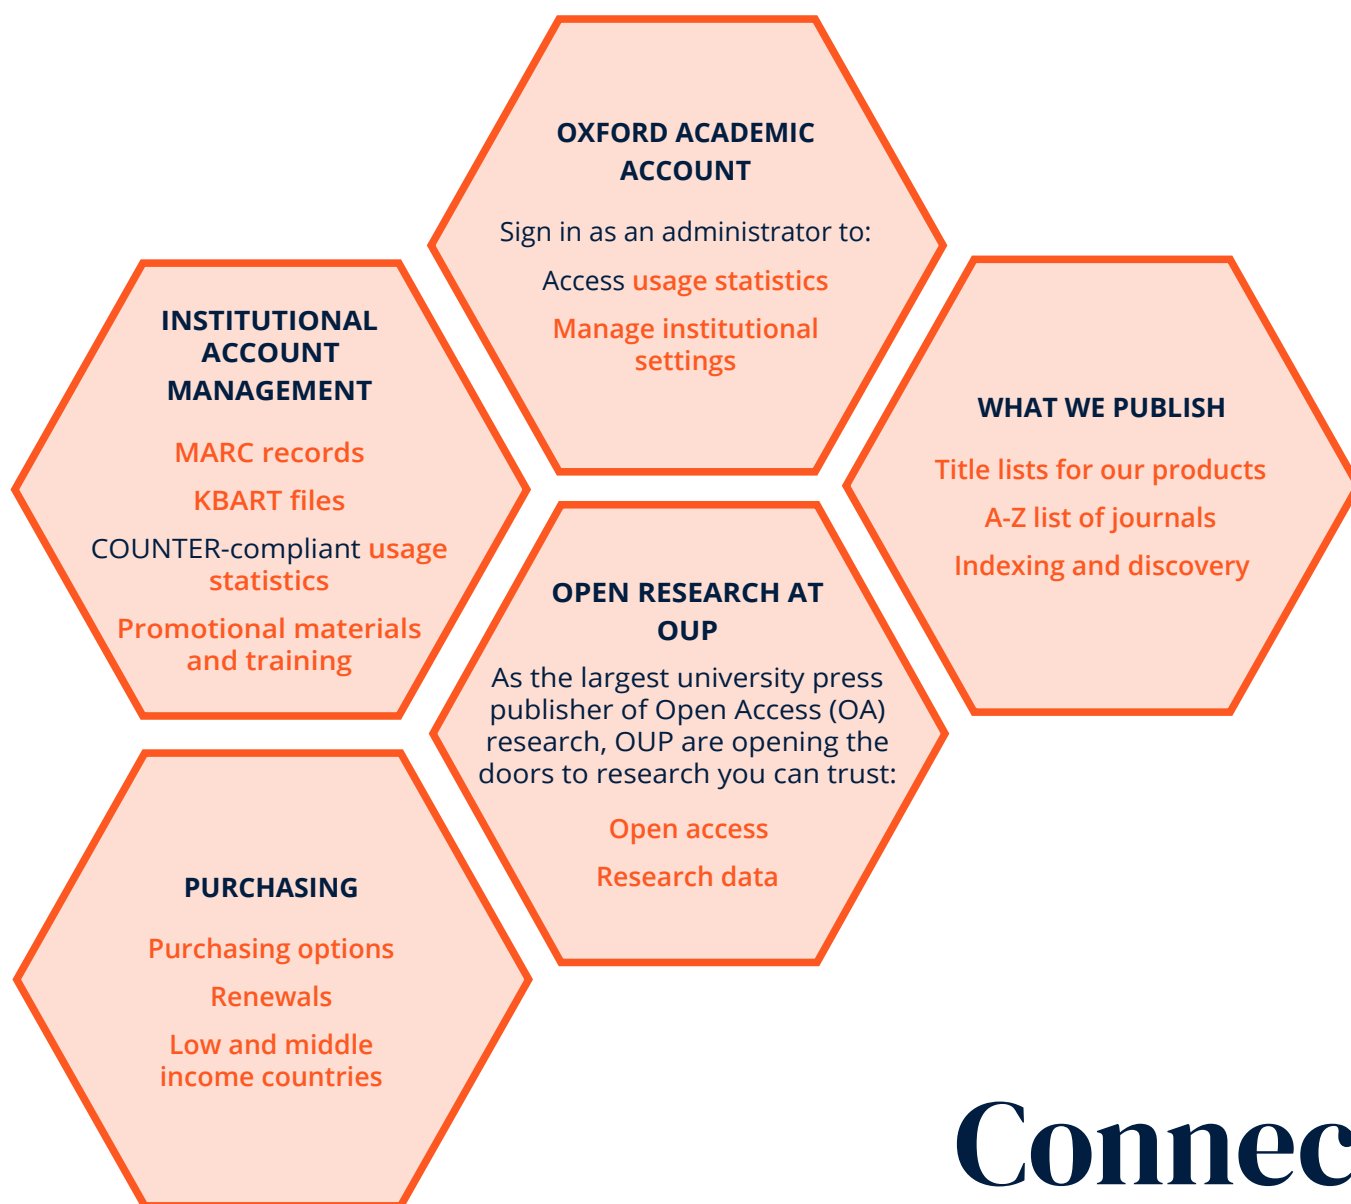 OXFORD ACADEMIC
ACCOUNT
Sign in as an administrator to:
Access usage statistics
Manage institutional
settings
INSTITUTIONAL
ACCOUNT
MANAGEMENT
MARC records
KBART files
COUNTER-compliant usage
statistics
Promotional materials
and training
WHAT WE PUBLISH
Title lists for our products
A-Z list of journals
Indexing and discovery
OPEN RESEARCH AT
OUP
As the largest university press
publisher of Open Access (OA)
research, OUP are opening the
doors to research you can trust:
Open access
Research data
PURCHASING
Purchasing options
Renewals
Low and middle
income countries
Connec